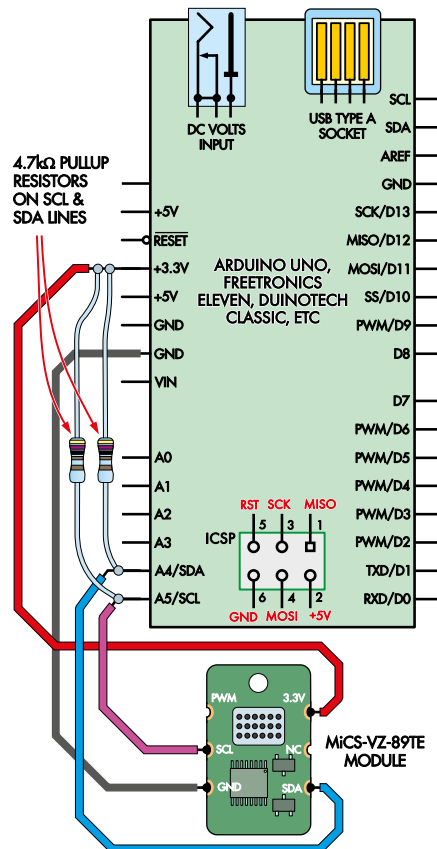 DC VOLTS
INPUT
USB TYPE A
SOCKET
4.7kΩ PULLUP
RESISTORS
ON SCL &
SDA LINES
+5V
RESET
+3.3V
+5V
GND
GND
VIN
A0
A1
A2
A3
A4/SDA
A5/SCL
ARDUINO UNO,
FREETRONICS
ELEVEN, DUINOTECH
CLASSIC, ETC
SCL
SDA
AREF
GND
SCK/D13
MISO/D12
MOSI/D11
SS/D10
PWM/D9
D8
D7
PWM/D6
PWM/D5
PWM/D4
PWM/D3
PWM/D2
TXD/D1
RXD/D0
RST SCK MISO
5 3 1
ICSP
6 4 2
GND MOSI +5V
PWM 3.3V
SCL NC
GND SDA
MiCS-VZ-89TE
MODULE